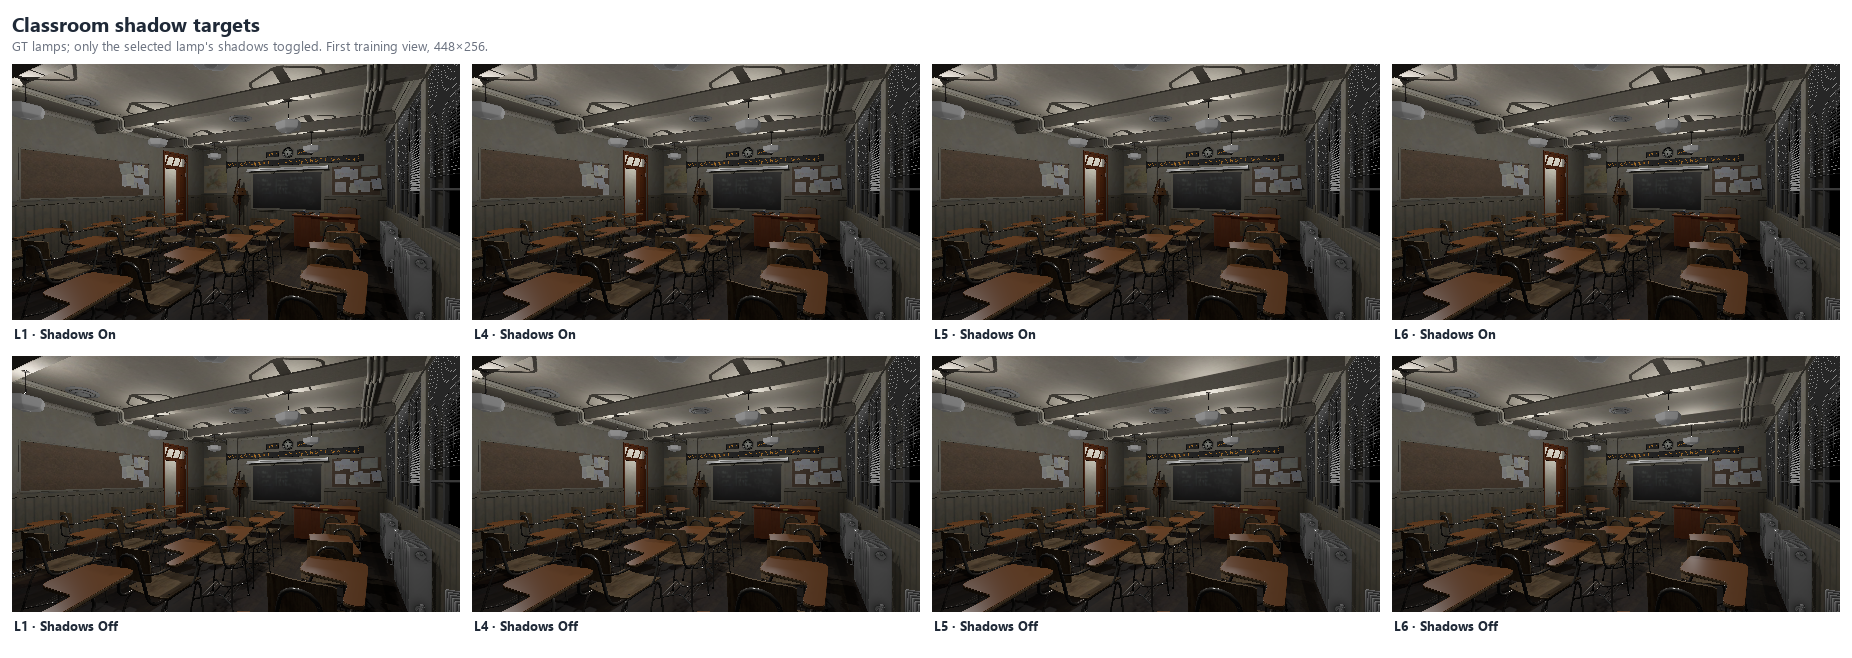 Classroom shadow targets
GT lamps; only the selected lamp's shadows toggled. First training view, 448×256.
L1 · Shadows On
L4 · Shadows On
L5 · Shadows On
L6 · Shadows On
L1 · Shadows Off
L4 · Shadows Off
L5 · Shadows Off
L6 · Shadows Off